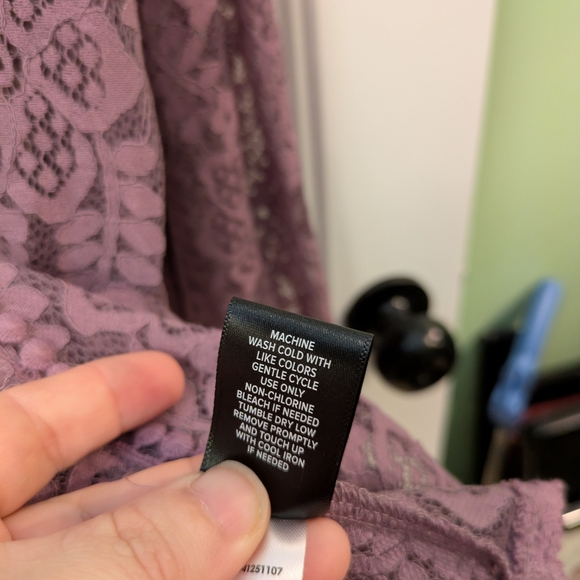 MACHINE
WASH COLD WITH
LIKE COLORS
GENTLE CYCLE
USE ONLY
NON-CHLORINE
BLEACH IF NEEDED
TUMBLE DRY LOW
REMOVE PROMPTLY
AND TOUCH UP
WITH COOL IRON
IF NEEDED